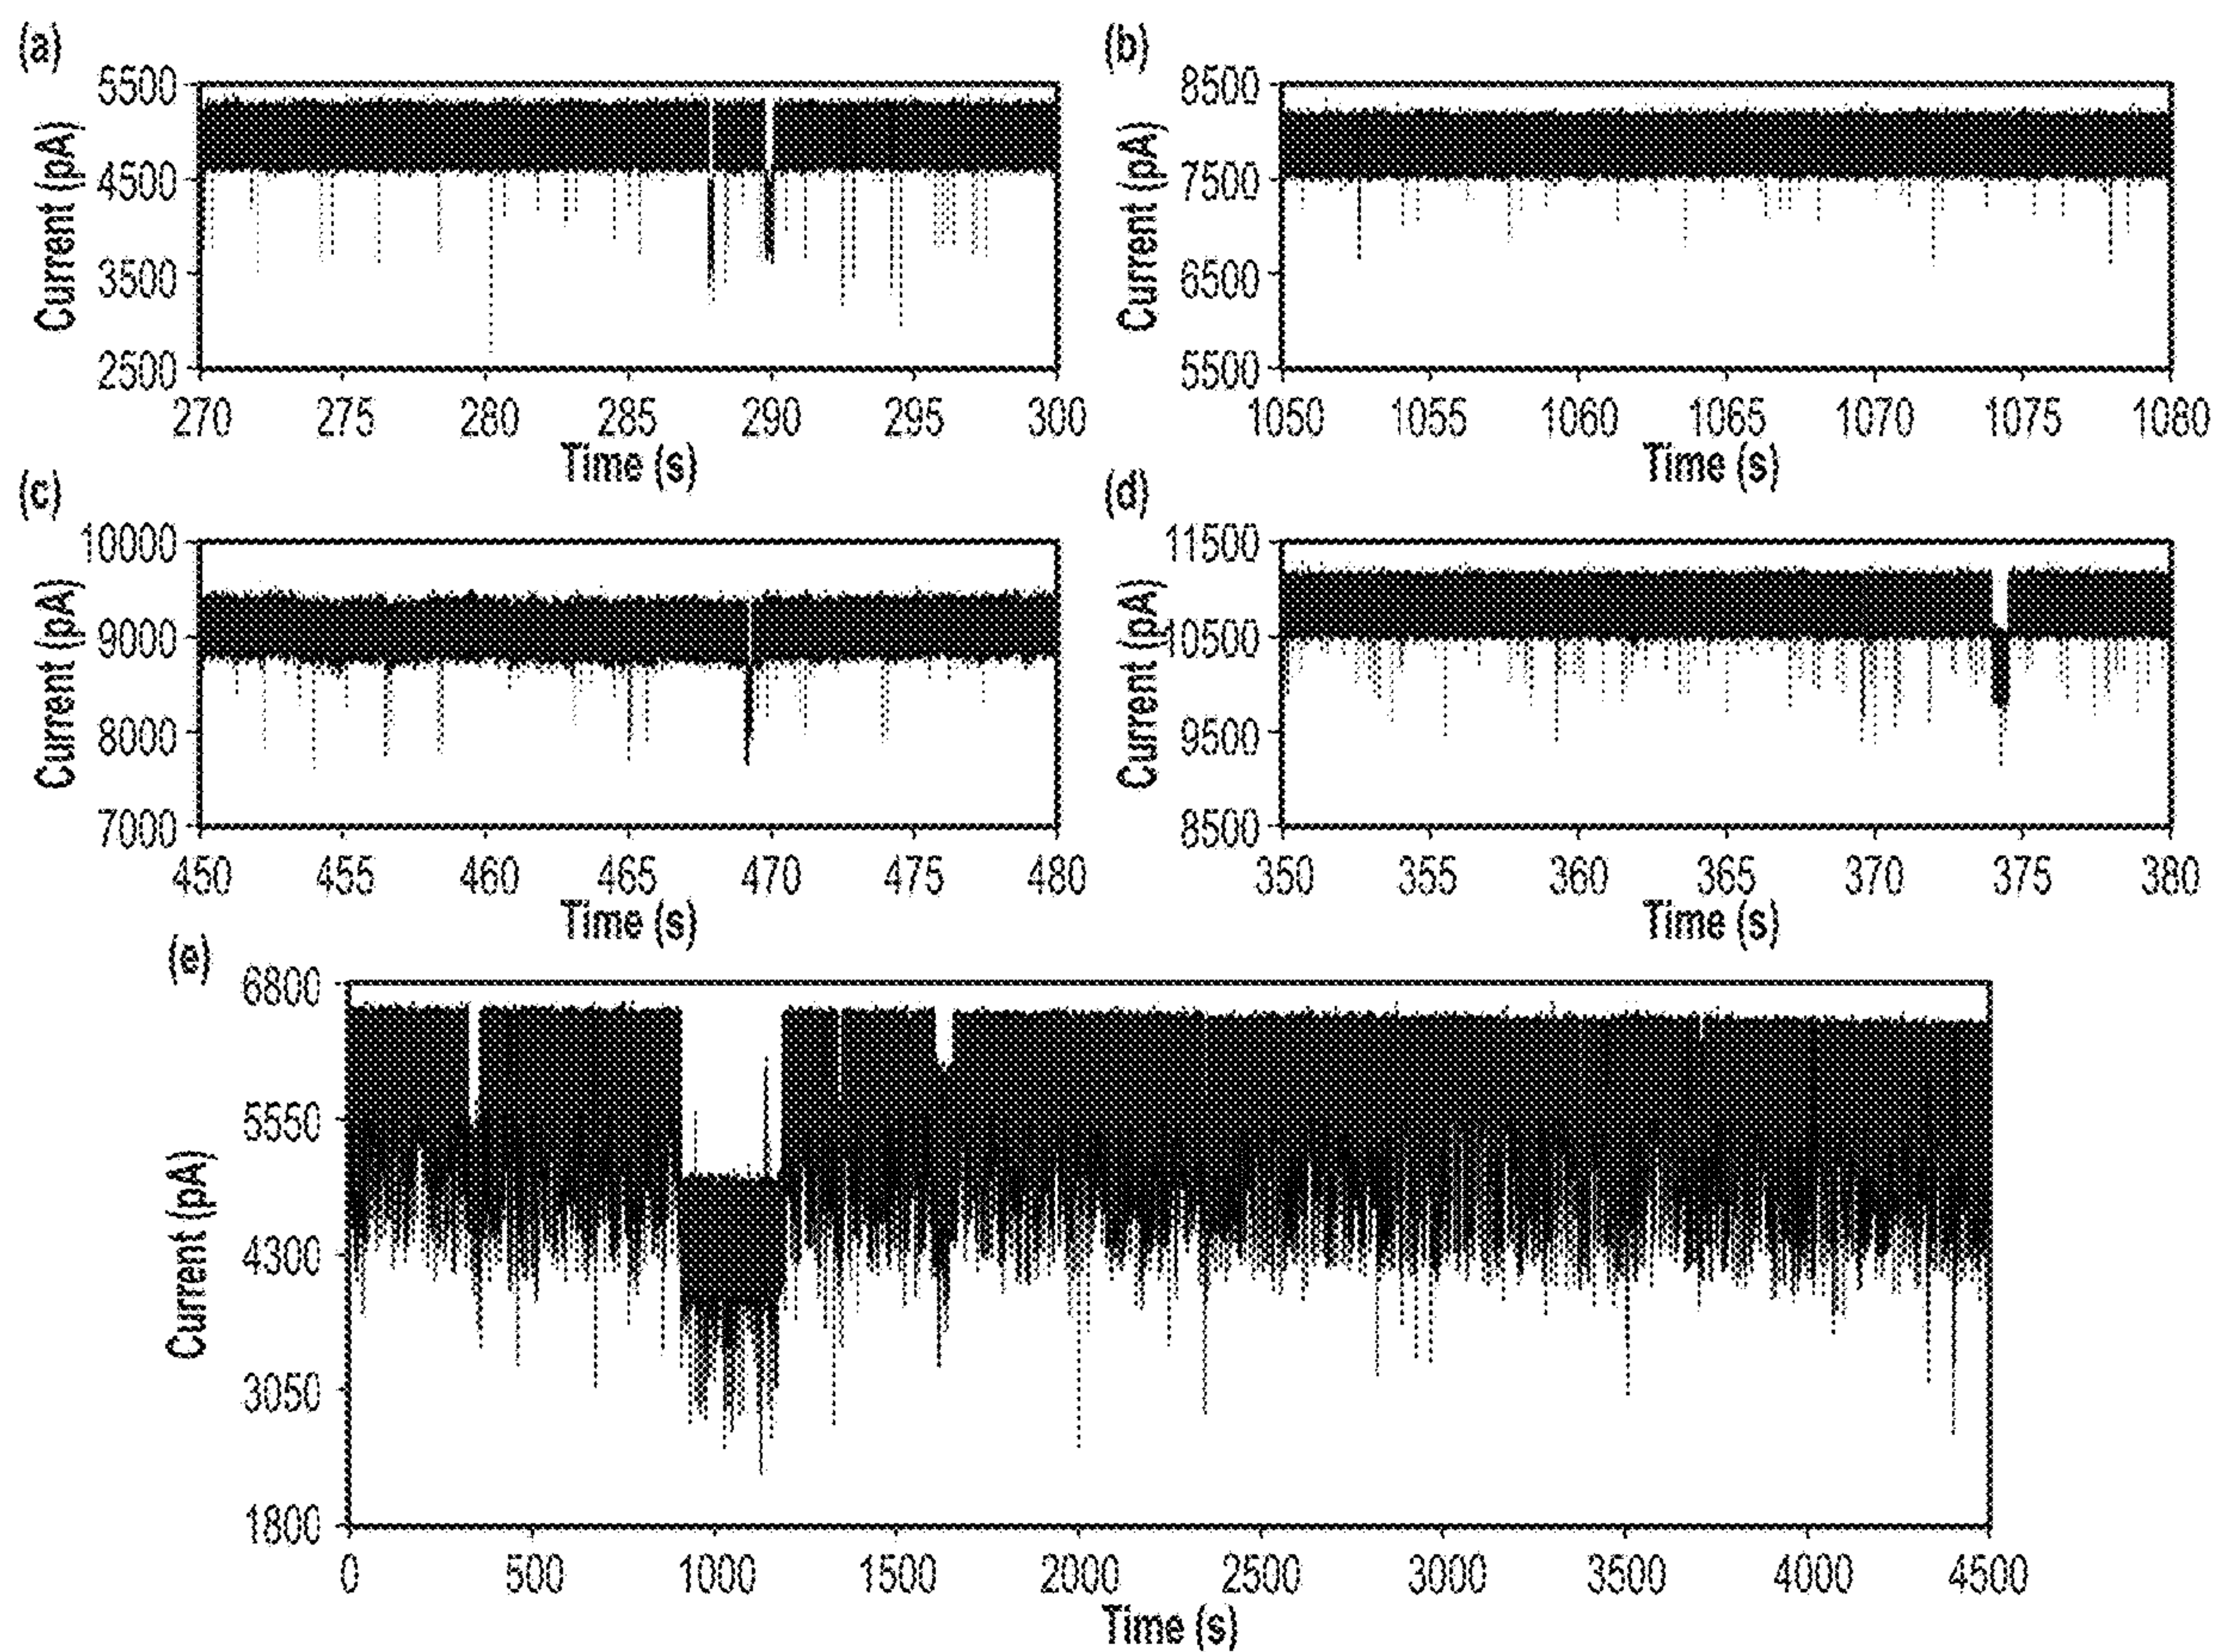 (a)
Current (pA)
5500
4500
3500
2500
270 275 280 285 290 295 300
Time (s)
(b)
Current (pA)
8500
7500
6500
5500
1050 1055 1060 1065 1070 1075 1080
Time (s)
(c)
Current (pA)
10000
9000
8000
7000
450 455 460 465 470 475 480
Time (s)
(d)
Current (pA)
11500
10500
9500
8500
350 355 360 365 370 375 380
Time (s)
(e)
Current (pA)
6800
5550
4300
3050
1800
0 500 1000 1500 2000 2500 3000 3500 4000 4500
Time (s)